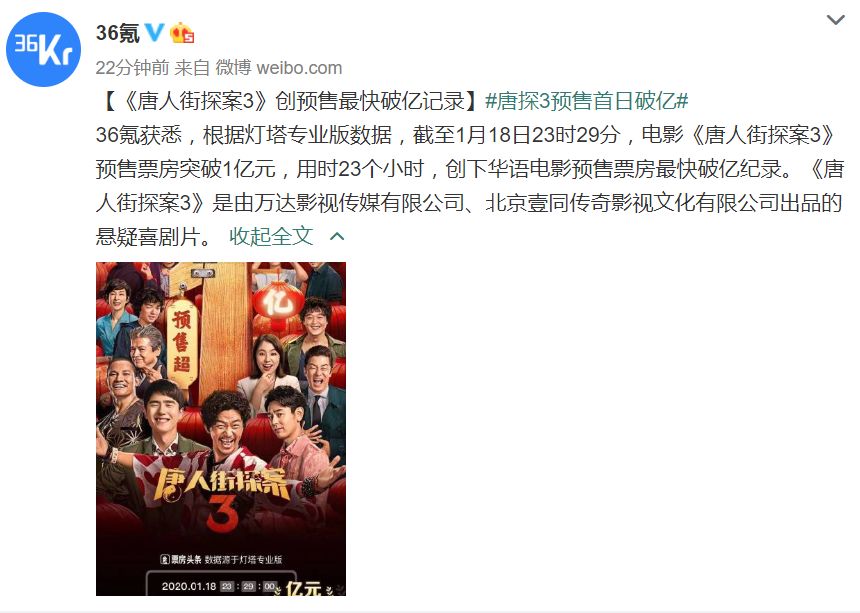 36Kr
36氪
22分钟前 来自 微博 weibo.com
【《唐人街探案3》创预售最快破亿记录】#唐探3预售首日破亿#
36氪获悉，根据灯塔专业版数据，截至1月18日23时29分，电影《唐人街探案3》
预售票房突破1亿元，用时23个小时，创下华语电影预售票房最快破亿纪录。《唐
人街探案3》是由万达影视传媒有限公司、北京壹同传奇影视文化有限公司出品的
悬疑喜剧片。 收起全文
预售超
亿
唐人街探案
3
票房头条 数据源于灯塔专业版
2020.01.18 23 : 29 : 00
亿元